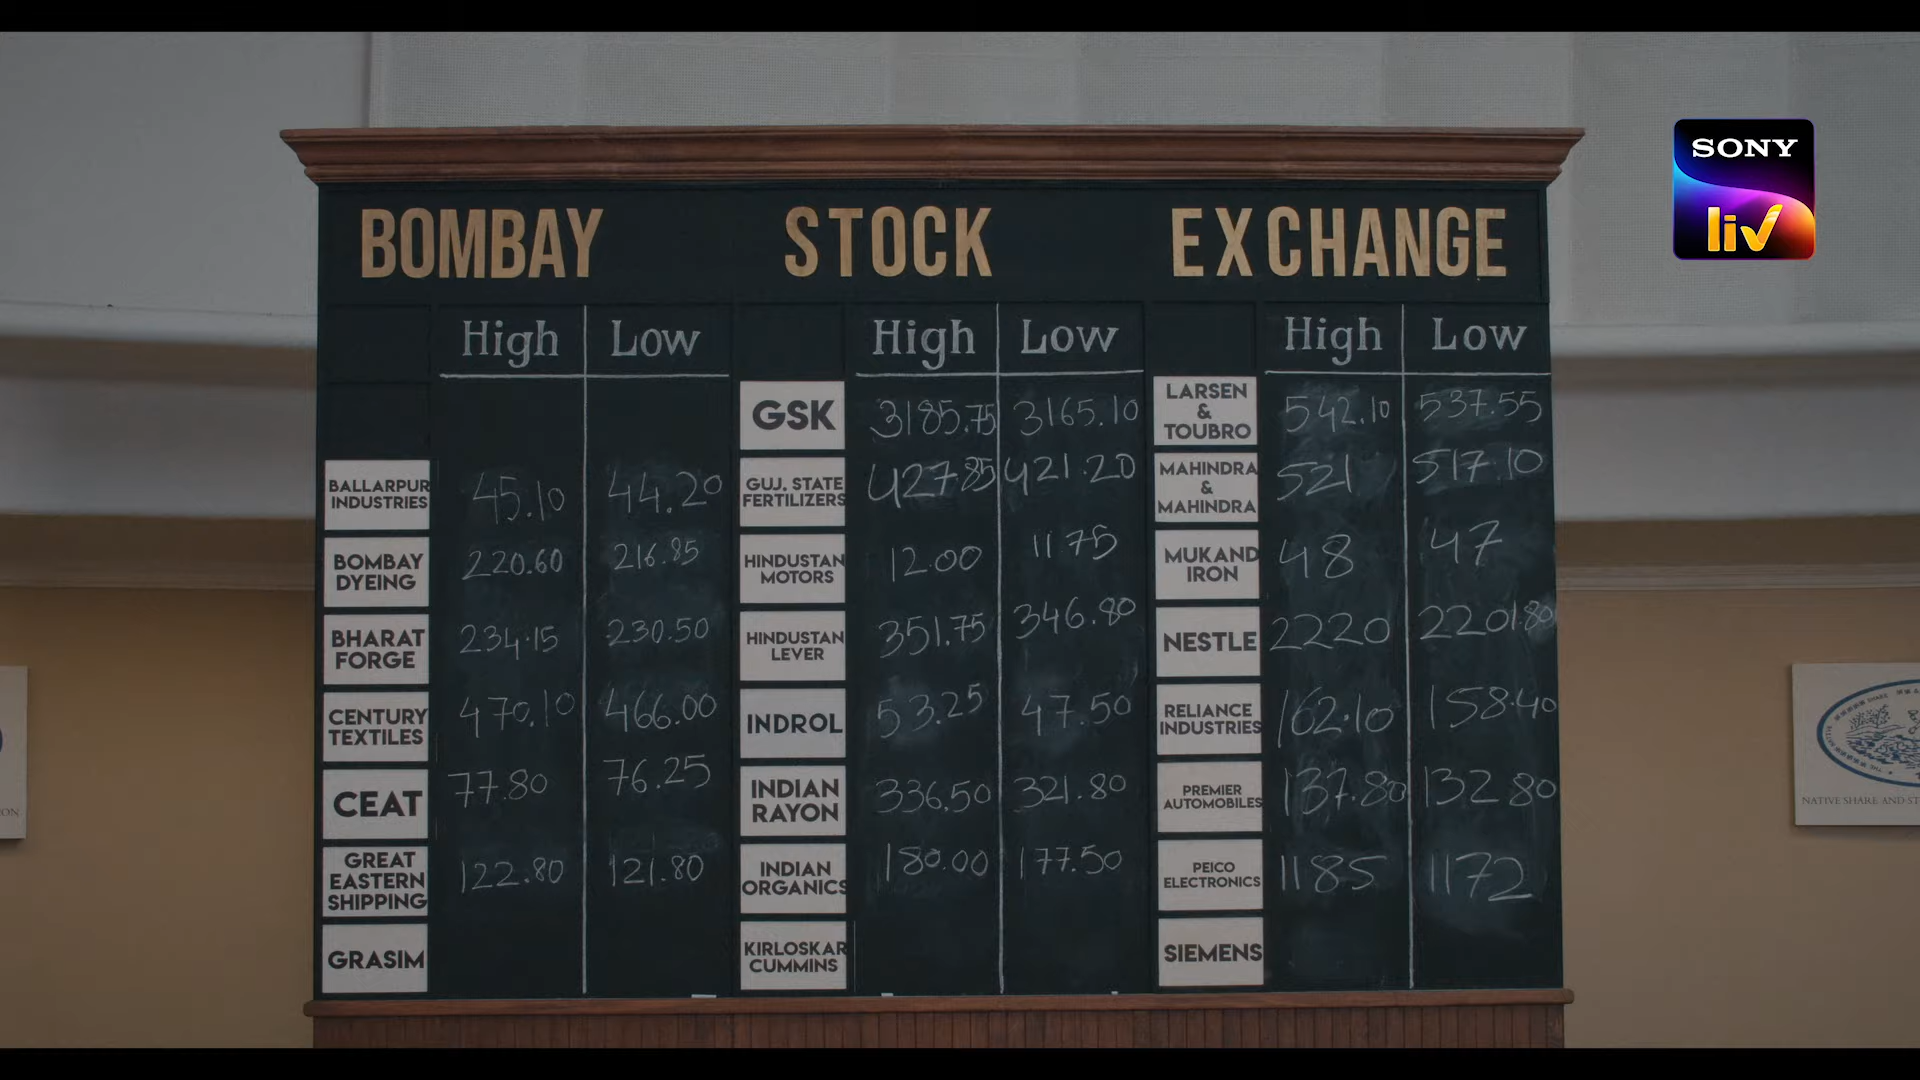 SONY
liv
BOMBAY STOCK EXCHANGE
High Low High Low High Low
GSK 3185.75 3165.10
LARSEN
&
TOUBRO
542.10 537.55
BALLARPUR
INDUSTRIES
45.10 44.20
GUJ. STATE
FERTILIZERS
427.85 421.20
MAHINDRA
&
MAHINDRA
521 517.10
BOMBAY
DYEING
220.60 216.85
HINDUSTAN
MOTORS
12.00 11 75
MUKAND
IRON
48 47
BHARAT
FORGE
234.15 230.50
HINDUSTAN
LEVER
351.75 346.80
NESTLE 2220 2201.80
CENTURY
TEXTILES
470.10 466.00
INDROL 53.25 47.50
RELIANCE
INDUSTRIES
162.10 158.40
CEAT 77.80 76.25
INDIAN
RAYON
336.50 321.80
PREMIER
AUTOMOBILES
137.80 132 80
GREAT
EASTERN
SHIPPING
122.80 121.80
INDIAN
ORGANICS
180.00 177.50
PEICO
ELECTRONICS
1185 1172
GRASIM
KIRLOSKAR
CUMMINS
SIEMENS
NATIVE SHARE AND ST